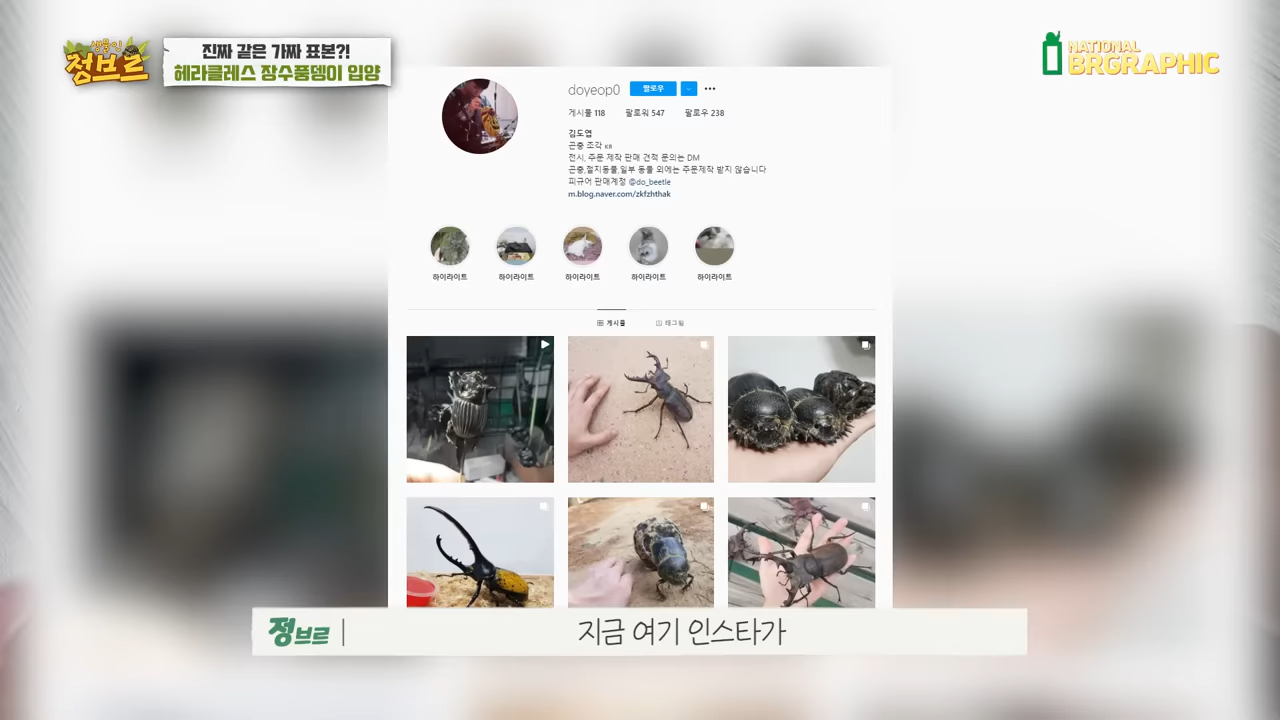 생물인
정브르
진짜 같은 가짜 표본?!
헤라클레스 장수풍뎅이 입양
NATIONAL
BRGRAPHIC
doyeop0 팔로우
게시물 118 팔로워 547 팔로우 238
김도엽
곤충 조각 KR
전시, 주문 제작 판매 견적 문의는 DM
곤충,절지동물,일부 동물 외에는 주문제작 받지 않습니다
피규어 판매계정 @do_beetle
m.blog.naver.com/zkfzhthak
하이라이트 하이라이트 하이라이트 하이라이트 하이라이트
게시물 태그됨
정브르 지금 여기 인스타가